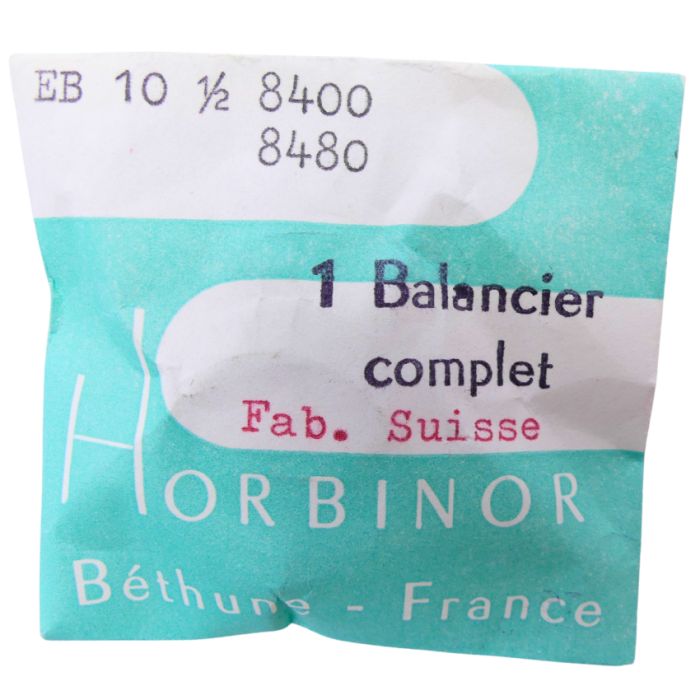 EB 10 ½ 8400
8480
1 Balancier
complet
Fab. Suisse
HORBINOR
Béthune - France